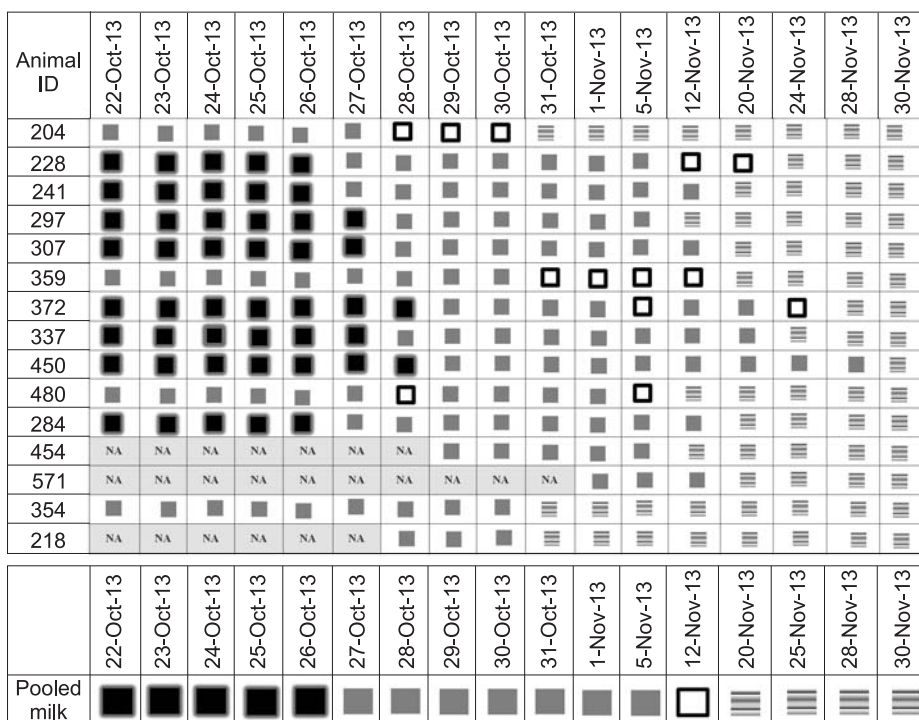 Animal ID 22-Oct-13 23-Oct-13 24-Oct-13 25-Oct-13 26-Oct-13 27-Oct-13 28-Oct-13 29-Oct-13 30-Oct-13 31-Oct-13 1-Nov-13 5-Nov-13 12-Nov-13 20-Nov-13 24-Nov-13 28-Nov-13 30-Nov-13
204
228
241
297
307
359
372
337
450
480
284
454 NA NA NA NA NA NA NA
571 NA NA NA NA NA NA NA NA NA NA
354
218 NA NA NA NA NA NA
22-Oct-13 23-Oct-13 24-Oct-13 25-Oct-13 26-Oct-13 27-Oct-13 28-Oct-13 29-Oct-13 30-Oct-13 31-Oct-13 1-Nov-13 5-Nov-13 12-Nov-13 20-Nov-13 25-Nov-13 28-Nov-13 30-Nov-13
Pooled
milk